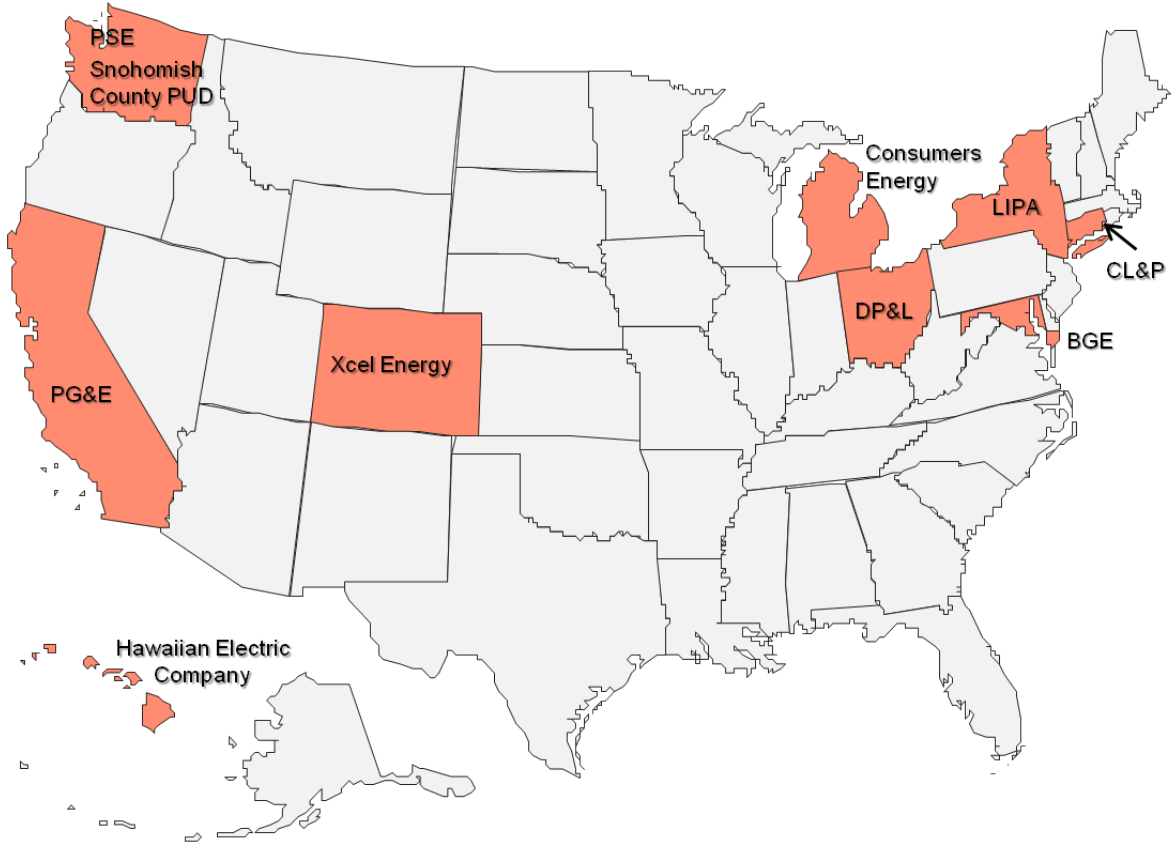 PSE
Snohomish
County PUD
Consumers
Energy
LIPA
CL&P
DP&L
BGE
Xcel Energy
PG&E
Hawaiian Electric
Company